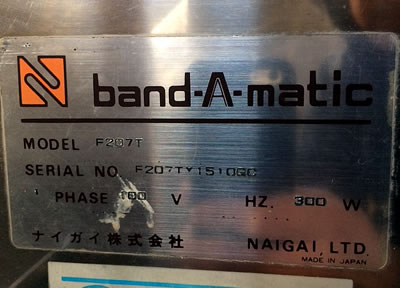 band-A-matic
MODEL F207T
SERIAL NO. F207TY1510GC
1 PHASE 100 V HZ. 300 W
ナイガイ株式会社 NAIGAI, LTD.
MADE IN JAPAN